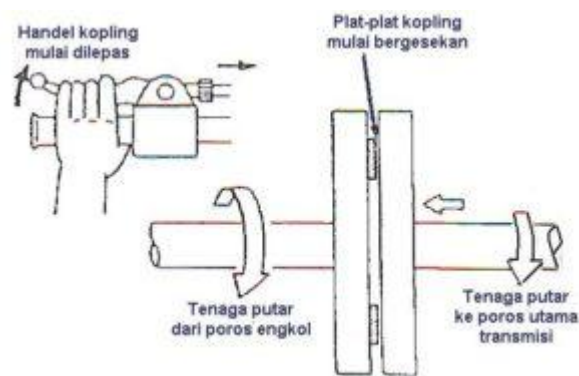 Handel kopling
mulai dilepas
Plat-plat kopling
mulai bergesekan
Tenaga putar
dari poros engkol
Tenaga putar
ke poros utama
transmisi